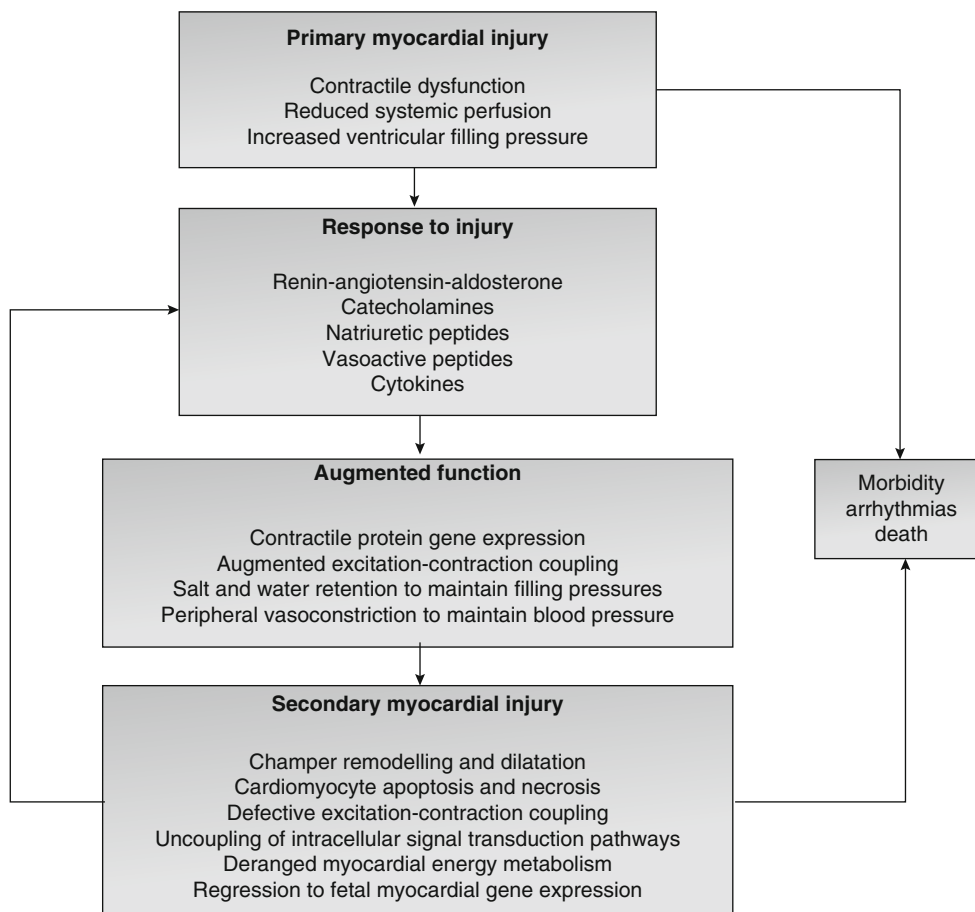 Primary myocardial injury
Contractile dysfunction
Reduced systemic perfusion
Increased ventricular filling pressure
Response to injury
Renin-angiotensin-aldosterone
Catecholamines
Natriuretic peptides
Vasoactive peptides
Cytokines
Augmented function
Contractile protein gene expression
Augmented excitation-contraction coupling
Salt and water retention to maintain filling pressures
Peripheral vasoconstriction to maintain blood pressure
Secondary myocardial injury
Champer remodelling and dilatation
Cardiomyocyte apoptosis and necrosis
Defective excitation-contraction coupling
Uncoupling of intracellular signal transduction pathways
Deranged myocardial energy metabolism
Regression to fetal myocardial gene expression
Morbidity
arrhythmias
death